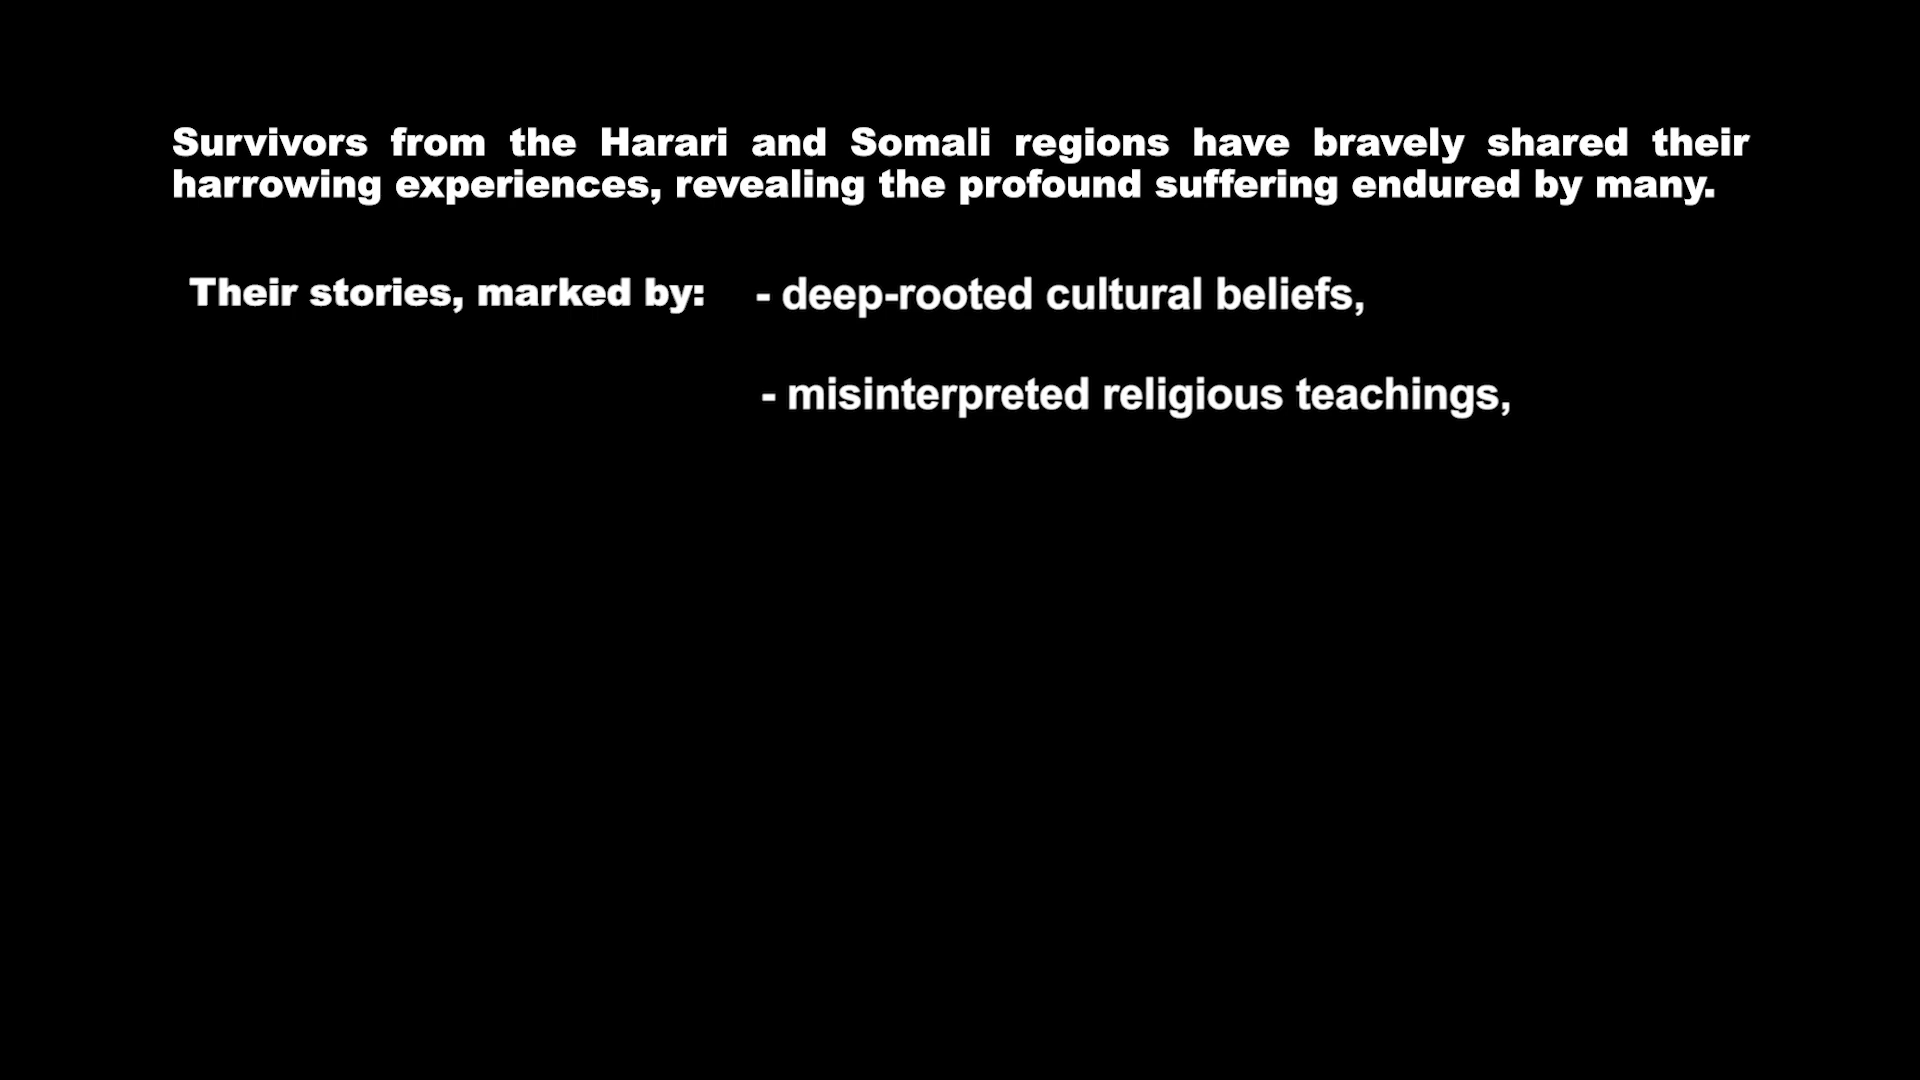 Survivors from the Harari and Somali regions have bravely shared their
harrowing experiences, revealing the profound suffering endured by many.
Their stories, marked by: - deep-rooted cultural beliefs,
- misinterpreted religious teachings,